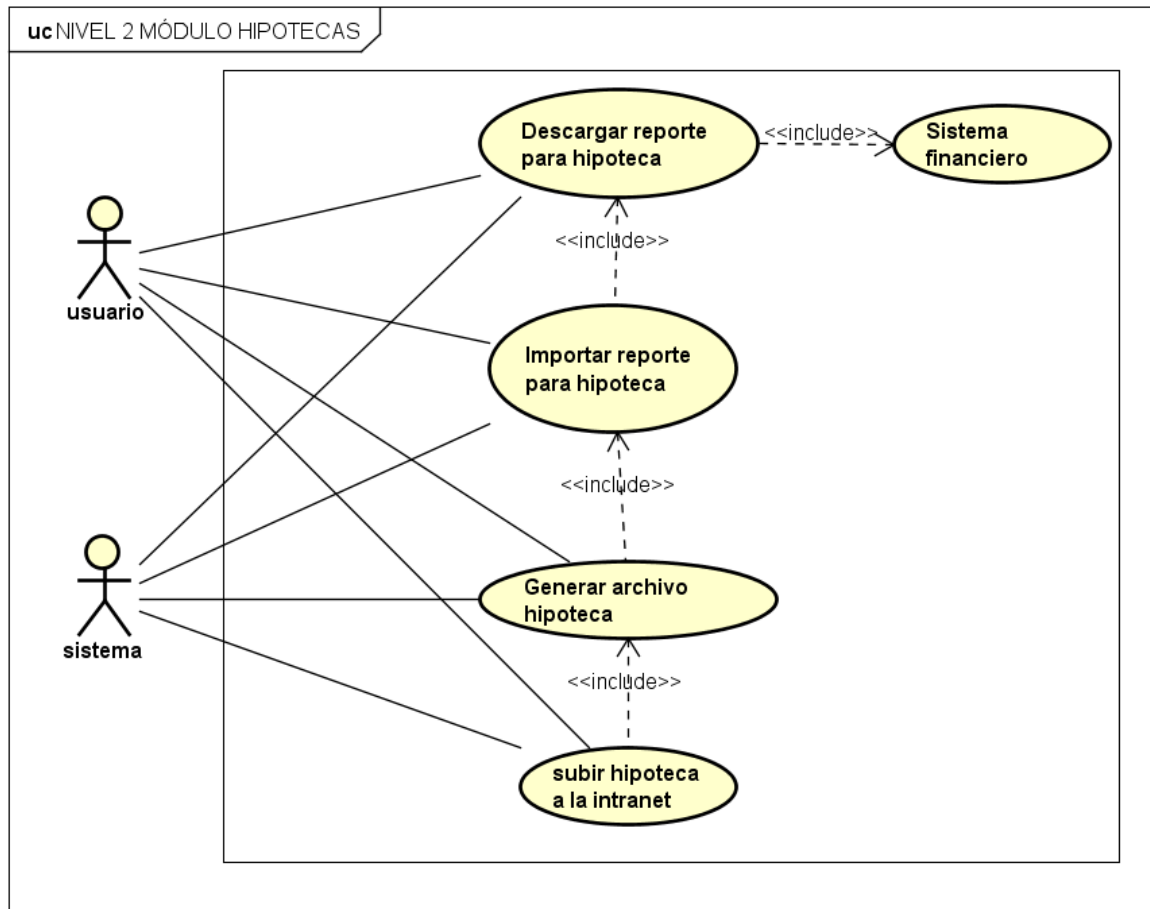 uc NIVEL 2 MÓDULO HIPOTECAS
Descargar reporte
para hipoteca
<<include>>
Sistema
financiero
<<include>>
usuario
Importar reporte
para hipoteca
<<include>>
sistema
Generar archivo
hipoteca
<<include>>
subir hipoteca
a la intranet